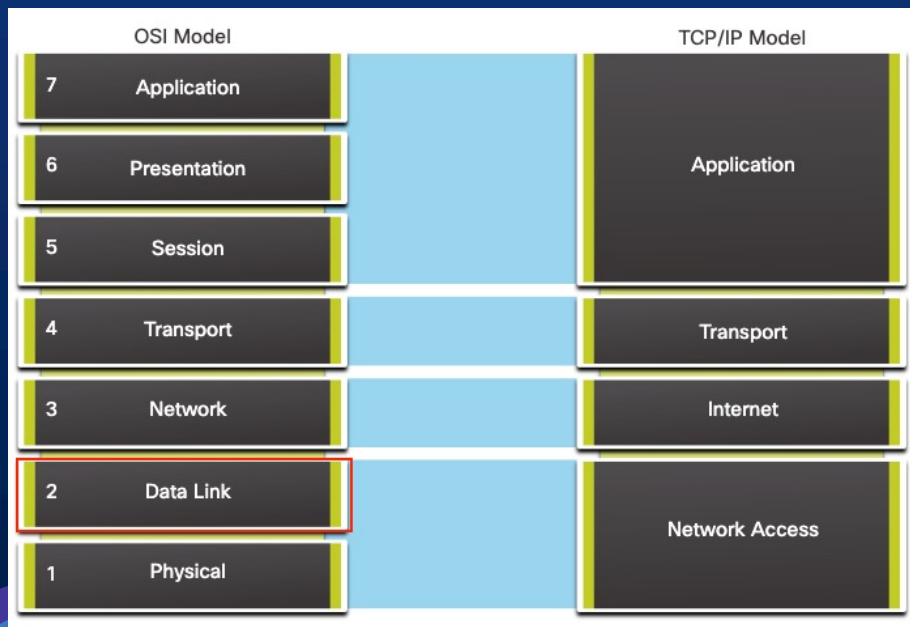 OSI Model
TCP/IP Model
7 Application
6 Presentation
5 Session
4 Transport
3 Network
2 Data Link
1 Physical
Application
Transport
Internet
Network Access